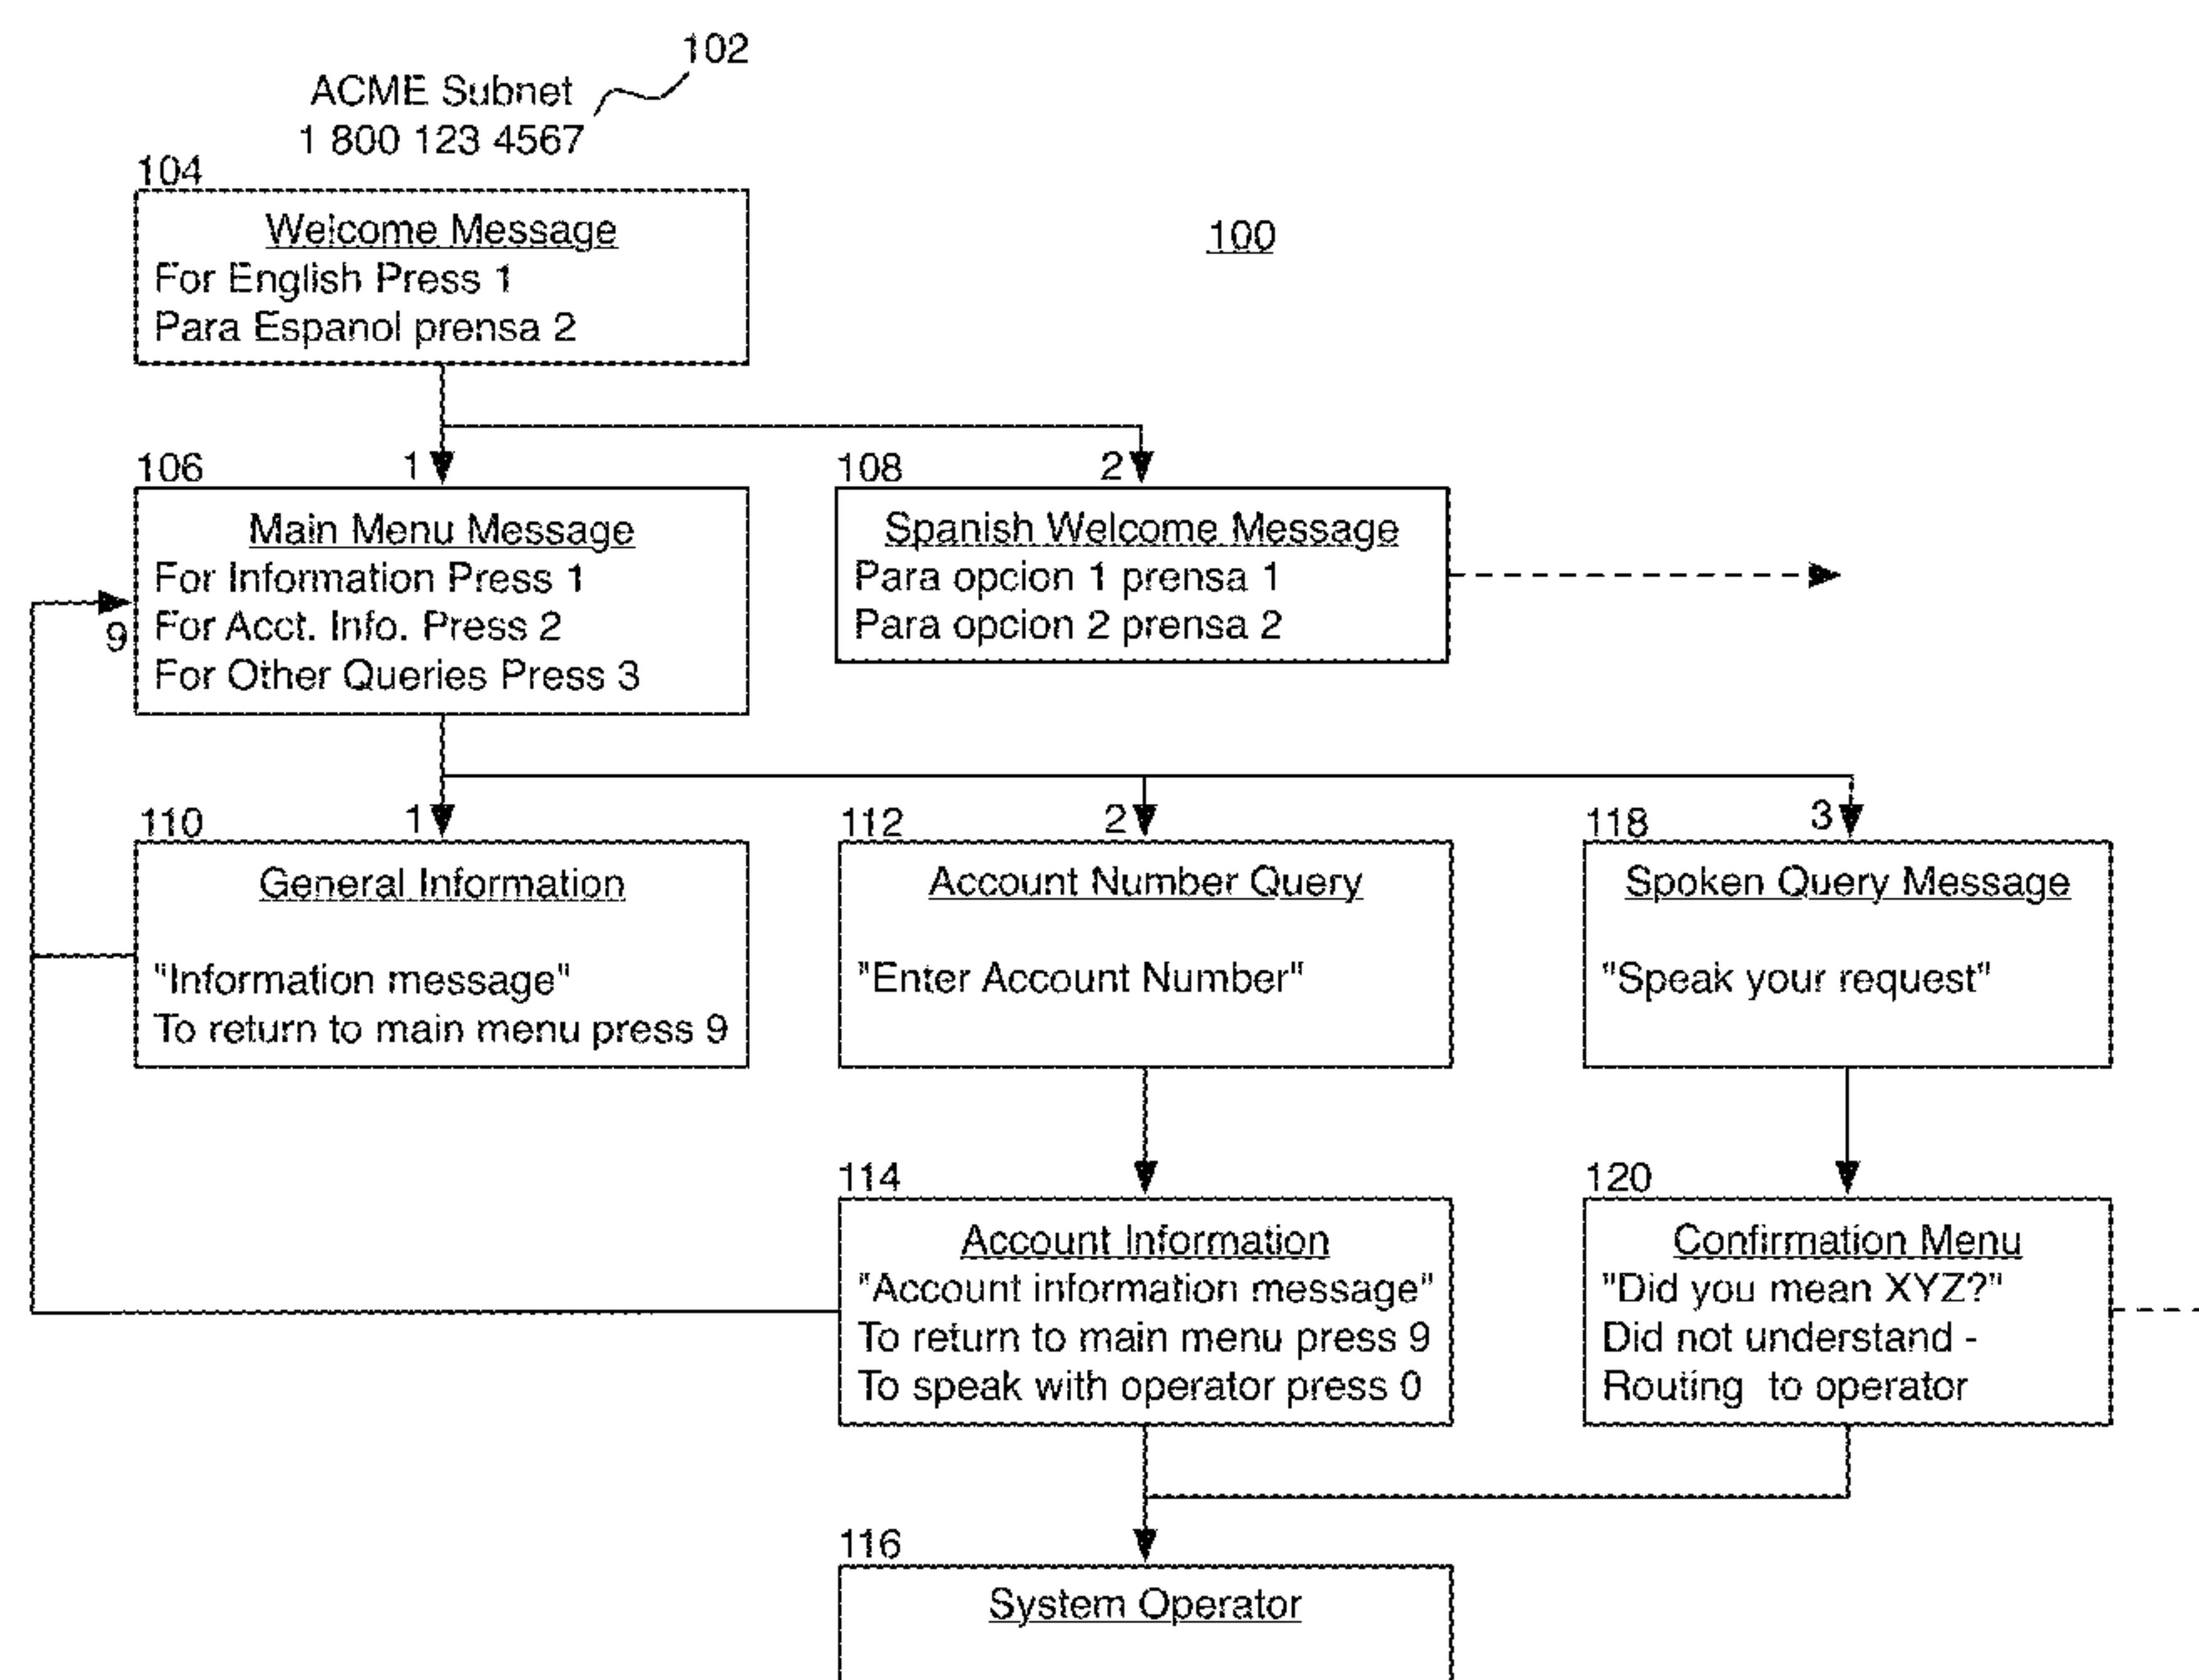 102
ACME Subnet
1 800 123 4567
104
Welcome Message
For English Press 1
Para Espanol prensa 2
100
106
1
Main Menu Message
For Information Press 1
For Acct. Info. Press 2
For Other Queries Press 3
9
108
2
Spanish Welcome Message
Para opcion 1 prensa 1
Para opcion 2 prensa 2
110
1
General Information
"Information message"
To return to main menu press 9
112
2
Account Number Query
"Enter Account Number"
118
3
Spoken Query Message
"Speak your request"
114
Account Information
"Account information message"
To return to main menu press 9
To speak with operator press 0
120
Confirmation Menu
"Did you mean XYZ?"
Did not understand -
Routing to operator
116
System Operator